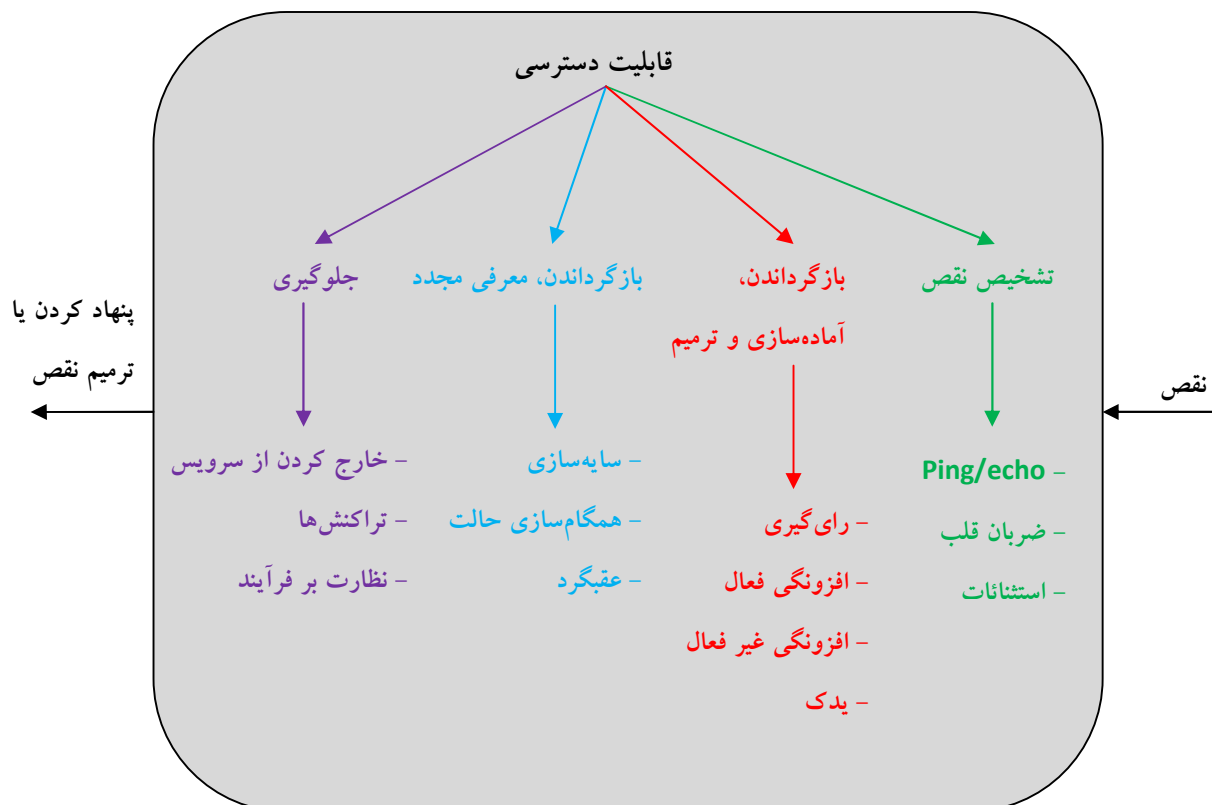 قابلیت دسترسی
تشخیص نقص
بازگرداندن،
آماده‌سازی و ترمیم
بازگرداندن، معرفی مجدد
جلوگیری
نقص
پنهاد کردن یا
ترمیم نقص
– Ping/echo
– ضربان قلب
– استثنائات
– رای‌گیری
– افزونگی فعال
– افزونگی غیر فعال
– یدک
– سایه‌سازی
– همگام‌سازی حالت
– عقبگرد
– خارج کردن از سرویس
– تراکنش‌ها
– نظارت بر فرآیند